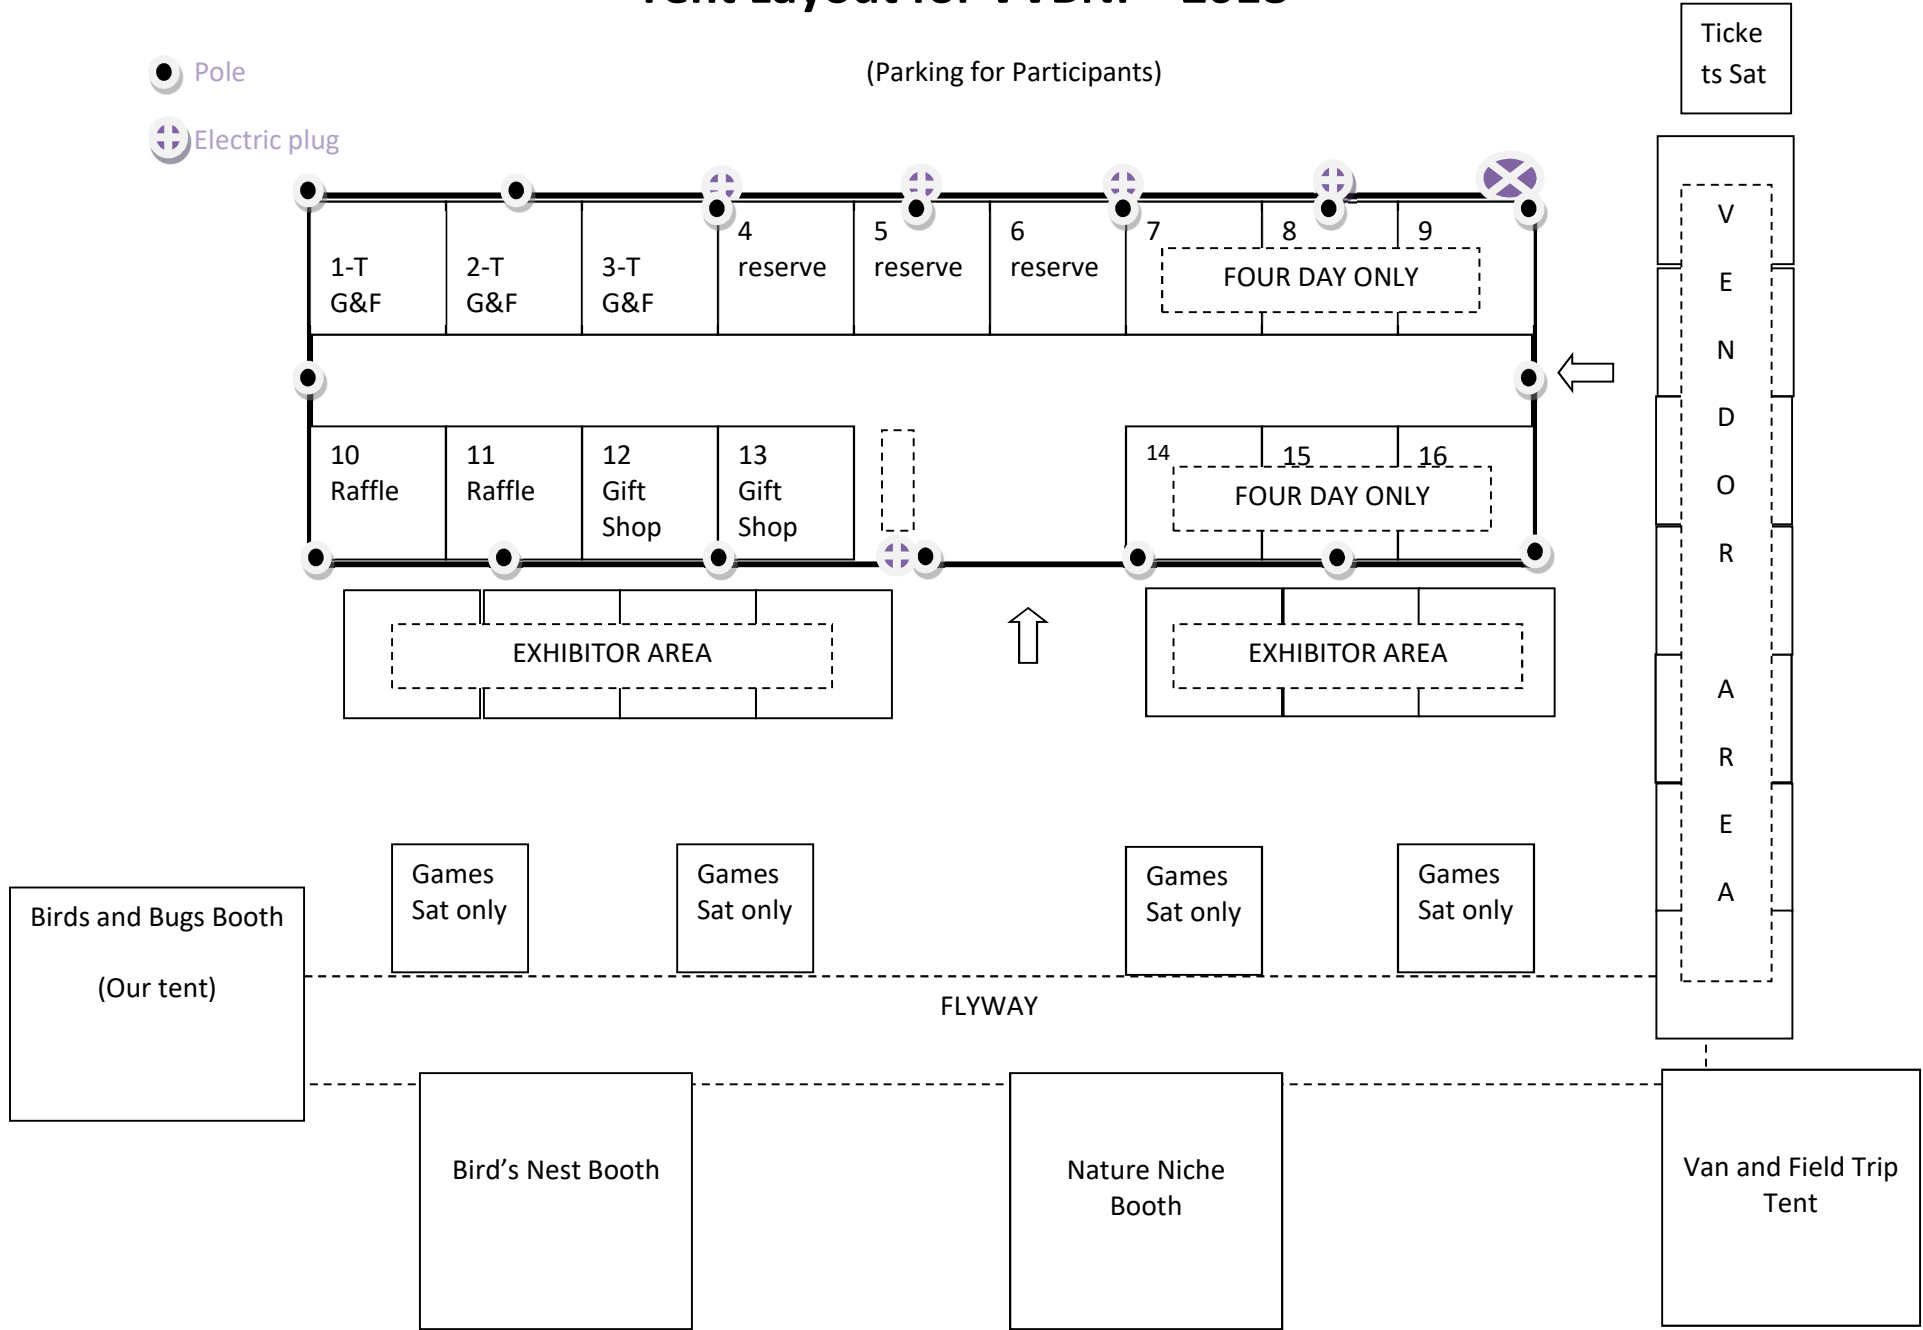 Pole
(Parking for Participants)
Ticke
ts Sat
Electric plug
1-T
G&F
2-T
G&F
3-T
G&F
4
reserve
5
reserve
6
reserve
7
8
9
FOUR DAY ONLY
10
Raffle
11
Raffle
12
Gift
Shop
13
Gift
Shop
14
15
16
FOUR DAY ONLY
EXHIBITOR AREA
EXHIBITOR AREA
V
E
N
D
O
R
A
R
E
A
Games
Sat only
Games
Sat only
Games
Sat only
Games
Sat only
Birds and Bugs Booth
(Our tent)
FLYWAY
Bird’s Nest Booth
Nature Niche
Booth
Van and Field Trip
Tent